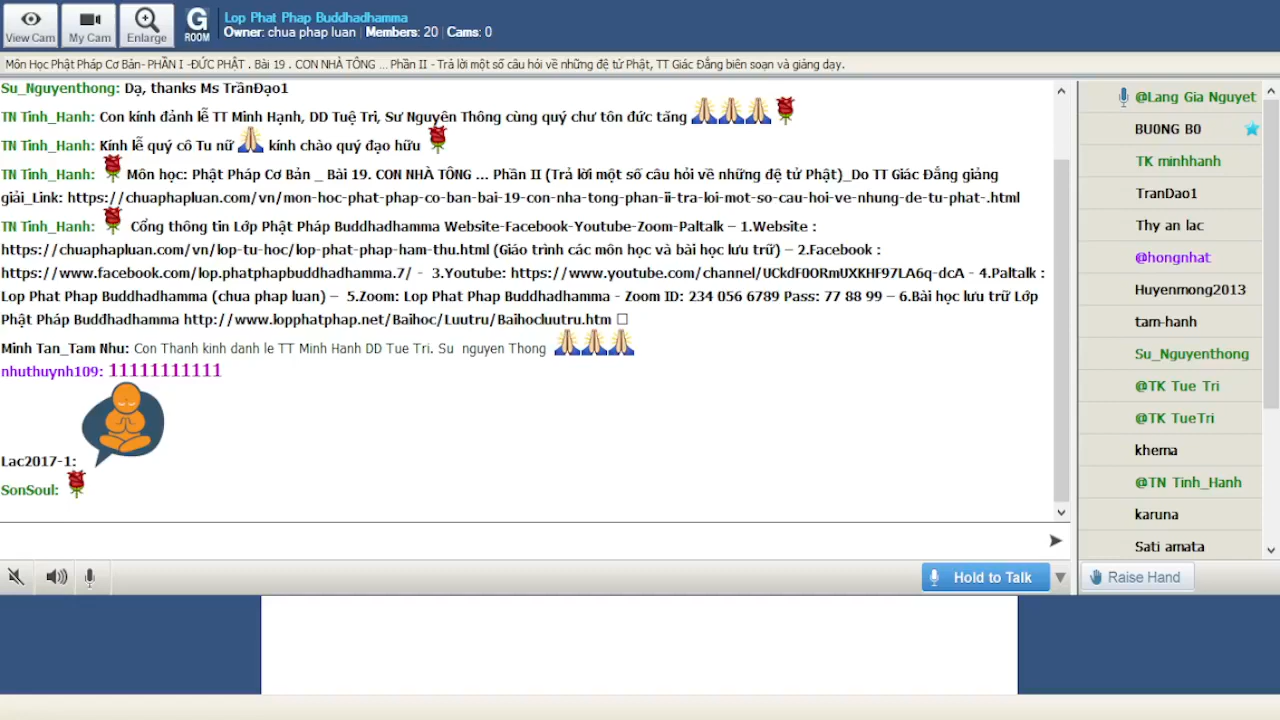 View Cam
My Cam
Enlarge
G
ROOM
Lop Phat Phap Buddhadhamma
Owner: chua phap luan | Members: 20 | Cams: 0
Môn Học Phật Pháp Cơ Bản- PHẦN I -ĐỨC PHẬT . Bài 19 . CON NHÀ TÔNG ... Phần II - Trả lời một số câu hỏi về những đệ tử Phật, TT Giác Đẳng biên soạn và giảng dạy.
Su_Nguyenthong: Dạ, thanks Ms TrầnĐạo1
TN Tinh_Hanh: Con kính đảnh lễ TT Minh Hạnh, DD Tuệ Tri, Sư Nguyên Thông cùng quý chư tôn đức tăng
TN Tinh_Hanh: Kính lễ quý cô Tu nữ kính chào quý đạo hữu
TN Tinh_Hanh: Môn học: Phật Pháp Cơ Bản _ Bài 19. CON NHÀ TÔNG ... Phần II (Trả lời một số câu hỏi về những đệ tử Phật)_Do TT Giác Đẳng giảng
giải_Link: https://chuaphapluan.com/vn/mon-hoc-phat-phap-co-ban-bai-19-con-nha-tong-phan-ii-tra-loi-mot-so-cau-hoi-ve-nhung-de-tu-phat-.html
TN Tinh_Hanh: Cổng thông tin Lớp Phật Pháp Buddhadhamma Website-Facebook-Youtube-Zoom-Paltalk – 1.Website :
https://chuaphapluan.com/vn/lop-tu-hoc/lop-phat-phap-ham-thu.html (Giáo trình các môn học và bài học lưu trữ) – 2.Facebook :
https://www.facebook.com/lop.phatphapbuddhadhamma.7/ - 3.Youtube: https://www.youtube.com/channel/UCkdF0ORmUXKHF97LA6q-dcA - 4.Paltalk :
Lop Phat Phap Buddhadhamma (chua phap luan) – 5.Zoom: Lop Phat Phap Buddhadhamma - Zoom ID: 234 056 6789 Pass: 77 88 99 – 6.Bài học lưu trữ Lớp
Phật Pháp Buddhadhamma http://www.lopphatphap.net/Baihoc/Luutru/Baihocluutru.htm
Minh Tan_Tam Nhu: Con Thanh kinh danh le TT Minh Hanh DD Tue Tri. Su nguyen Thong
nhuthuynh109: 11111111111
Lac2017-1:
SonSoul:
@Lang Gia Nguyet
BU0NG B0
TK minhhanh
TranDao1
Thy an lac
@hongnhat
Huyenmong2013
tam-hanh
Su_Nguyenthong
@TK Tue Tri
@TK TueTri
khema
@TN Tinh_Hanh
karuna
Sati amata
Hold to Talk
Raise Hand